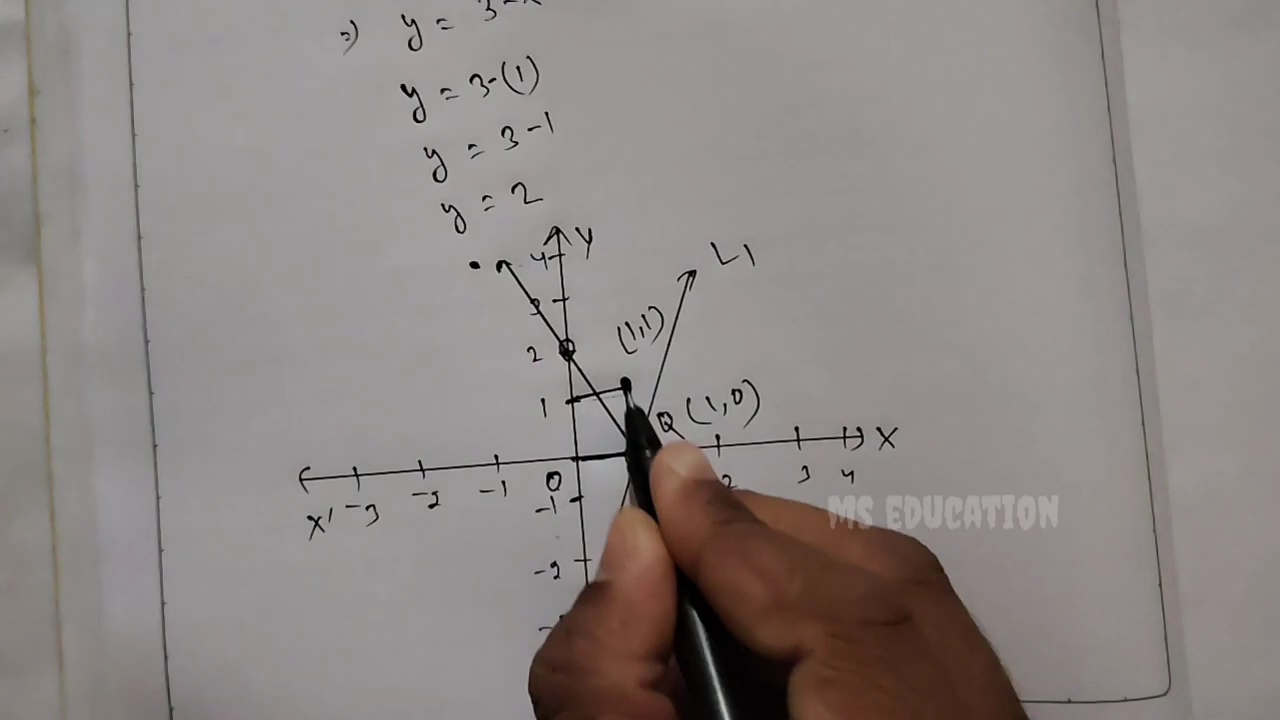 =) y = 3-x
y = 3-(1)
y = 3-1
y = 2
Y
4
L1
3
(1,1)
2
1
Q (1,0)
X
X' -3 -2 -1 0 2 3 4
-1
MS EDUCATION
-2